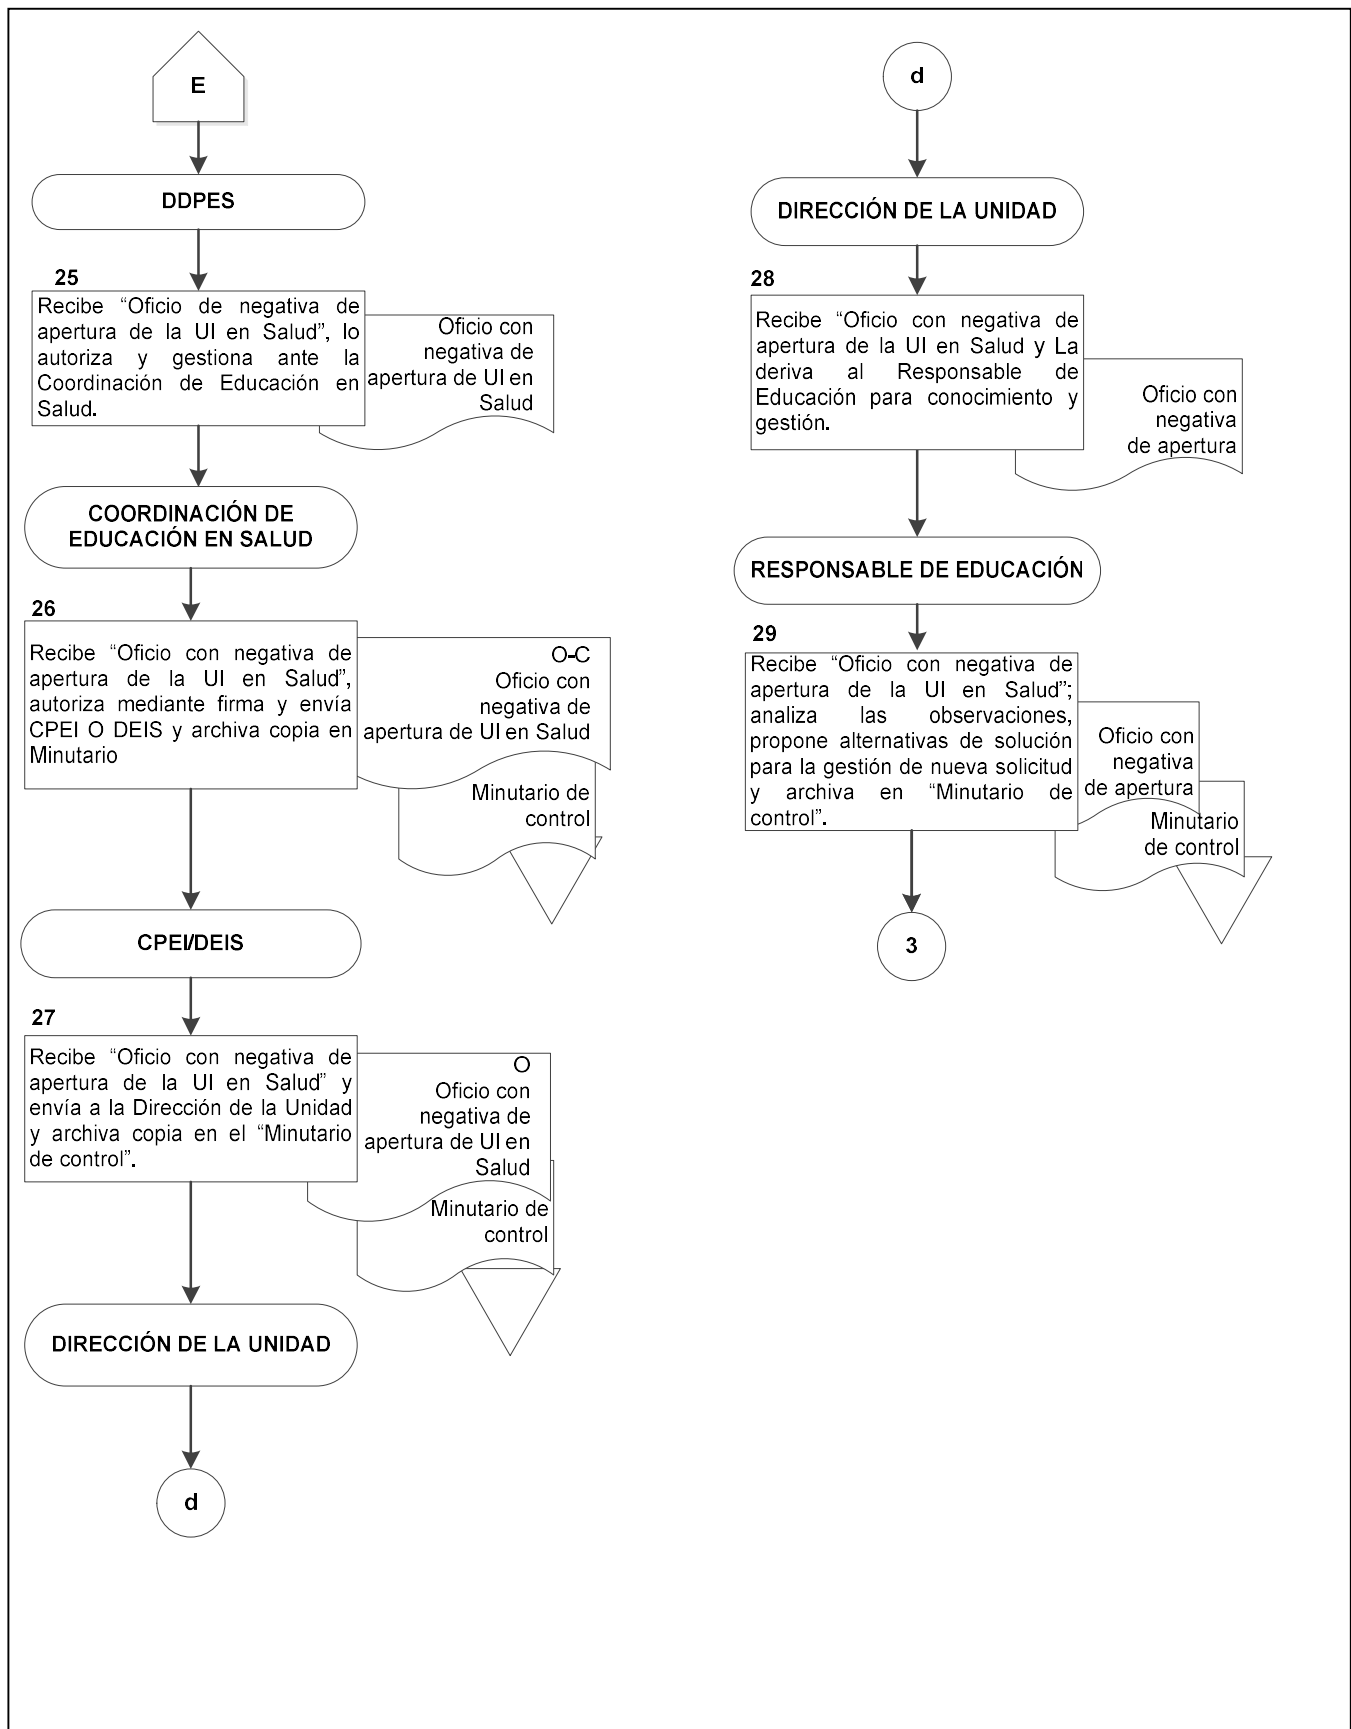 E
DDPES
25
Recibe “Oficio de negativa de
apertura de la UI en Salud”, lo
autoriza y gestiona ante la
Coordinación de Educación en
Salud.
Oficio con
negativa de
apertura de UI en
Salud
COORDINACIÓN DE
EDUCACIÓN EN SALUD
26
Recibe “Oficio con negativa de
apertura de la UI en Salud”,
autoriza mediante firma y envía
CPEI O DEIS y archiva copia en
Minutario
O-C
Oficio con
negativa de
apertura de UI en Salud
Minutario de
control
CPEI/DEIS
27
Recibe “Oficio con negativa de
apertura de la UI en Salud” y
envía a la Dirección de la Unidad
y archiva copia en el “Minutario
de control”.
O
Oficio con
negativa de
apertura de UI en
Salud
Minutario de
control
DIRECCIÓN DE LA UNIDAD
d
d
DIRECCIÓN DE LA UNIDAD
28
Recibe “Oficio con negativa de
apertura de la UI en Salud y La
deriva al Responsable de
Educación para conocimiento y
gestión.
Oficio con
negativa
de apertura
RESPONSABLE DE EDUCACIÓN
29
Recibe “Oficio con negativa de
apertura de la UI en Salud”;
analiza las observaciones,
propone alternativas de solución
para la gestión de nueva solicitud
y archiva en “Minutario de
control”.
Oficio con
negativa
de apertura
Minutario
de control
3